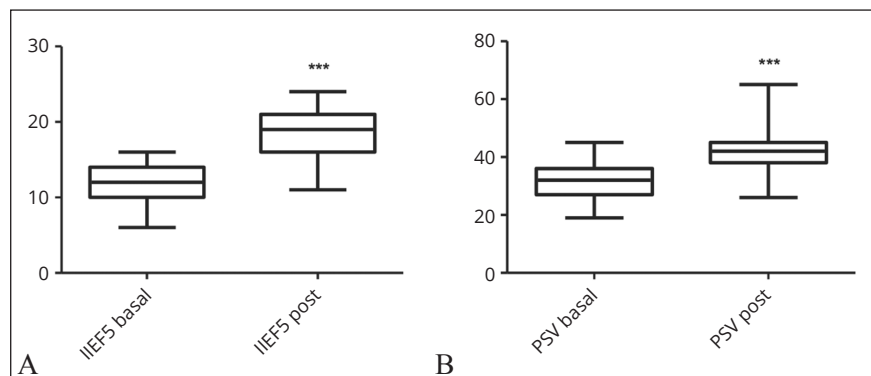 30
20
10
0
***
IIEF5 basal
IIEF5 post
A
80
60
40
20
0
***
PSV basal
PSV post
B